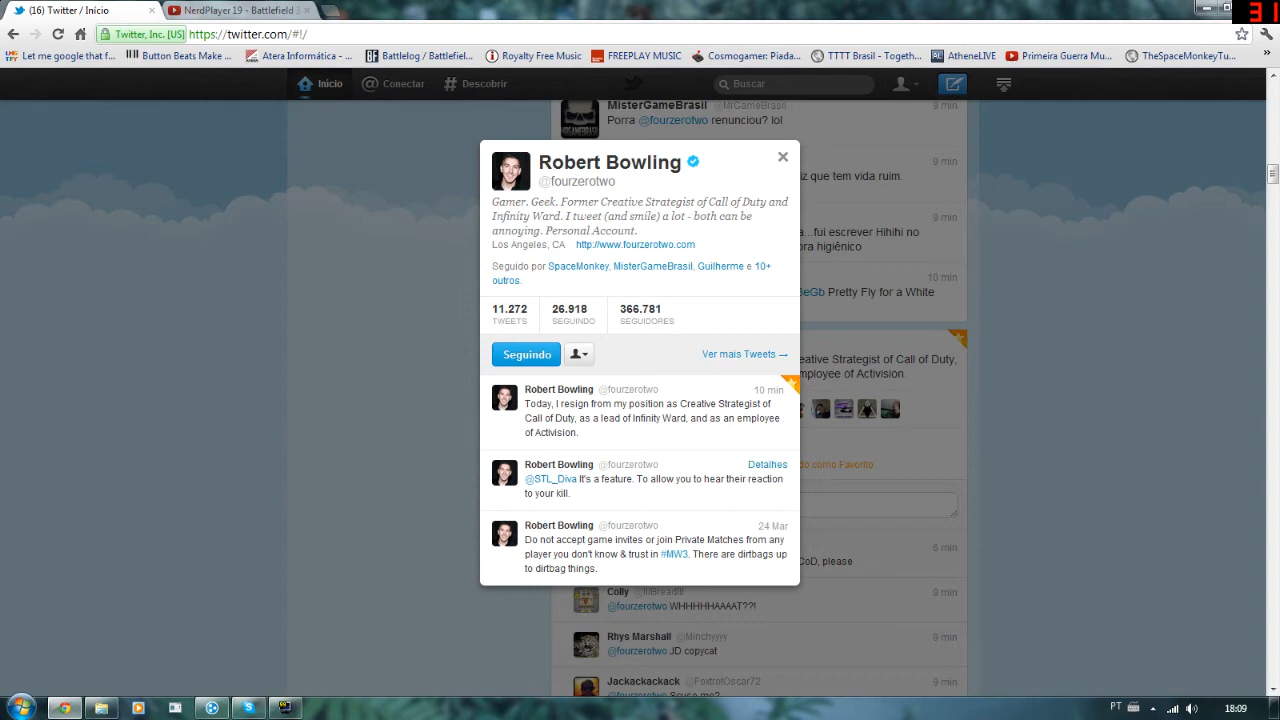 (16) Twitter / Início
NerdPlayer 19 - Battlefield 3
31
Twitter, Inc. [US]
https://twitter.com/#!/
Let me google that f...
Button Beats Make ...
Atera Informática ...
Battlelog / Battlefiel...
Royalty Free Music
FREEPLAY MUSIC
Cosmogamer: Piada...
TTTT Brasil - Togeth...
AtheneLIVE
Primeira Guerra Mu...
TheSpaceMonkeyTu...
Início
Conectar
Descobrir
Buscar
MisterGameBrasil @MrGameBrasil 9 min
Porra @fourzerotwo renunciou? lol
9 min
iz que tem vida ruim.
9 min
...fui escrever Hihihi no
ora higiênico
10 min
BeGb Pretty Fly for a White
eative Strategist of Call of Duty,
mployee of Activision.
do como Favorito
6 min
CoD, please
Robert Bowling
@fourzerotwo
Gamer. Geek. Former Creative Strategist of Call of Duty and
Infinity Ward. I tweet (and smile) a lot - both can be
annoying. Personal Account.
Los Angeles, CA http://www.fourzerotwo.com
Seguido por SpaceMonkey, MisterGameBrasil, Guilherme e 10+
outros.
11.272 26.918 366.781
TWEETS SEGUINDO SEGUIDORES
Seguindo
Ver mais Tweets →
Robert Bowling @fourzerotwo 10 min
Today, I resign from my position as Creative Strategist of
Call of Duty, as a lead of Infinity Ward, and as an employee
of Activision.
Robert Bowling @fourzerotwo Detalhes
@STL_Diva It's a feature. To allow you to hear their reaction
to your kill.
Robert Bowling @fourzerotwo 24 Mar
Do not accept game invites or join Private Matches from any
player you don't know & trust in #MW3. There are dirtbags up
to dirtbag things.
Colly 9 min
@fourzerotwo WHHHHHAAAAT??!
Rhys Marshall @Minchyyyy 9 min
@fourzerotwo JD copycat
Jackackackack @FoxtrotOscar72 9 min
@fourzerotwo
PT
18:09